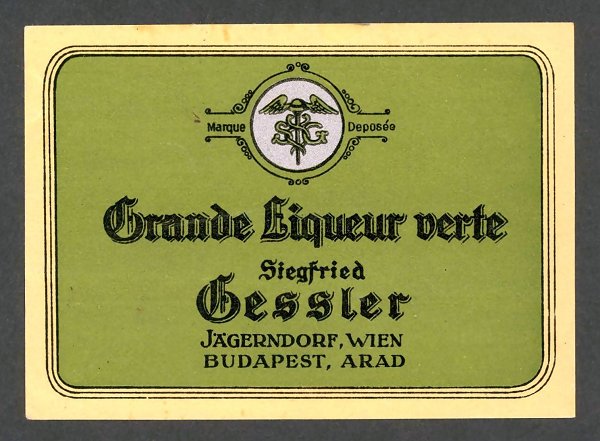 Marque Deposée
SG
Grande Liqueur verte
Siegfried
Gessler
JÄGERNDORF, WIEN
BUDAPEST, ARAD